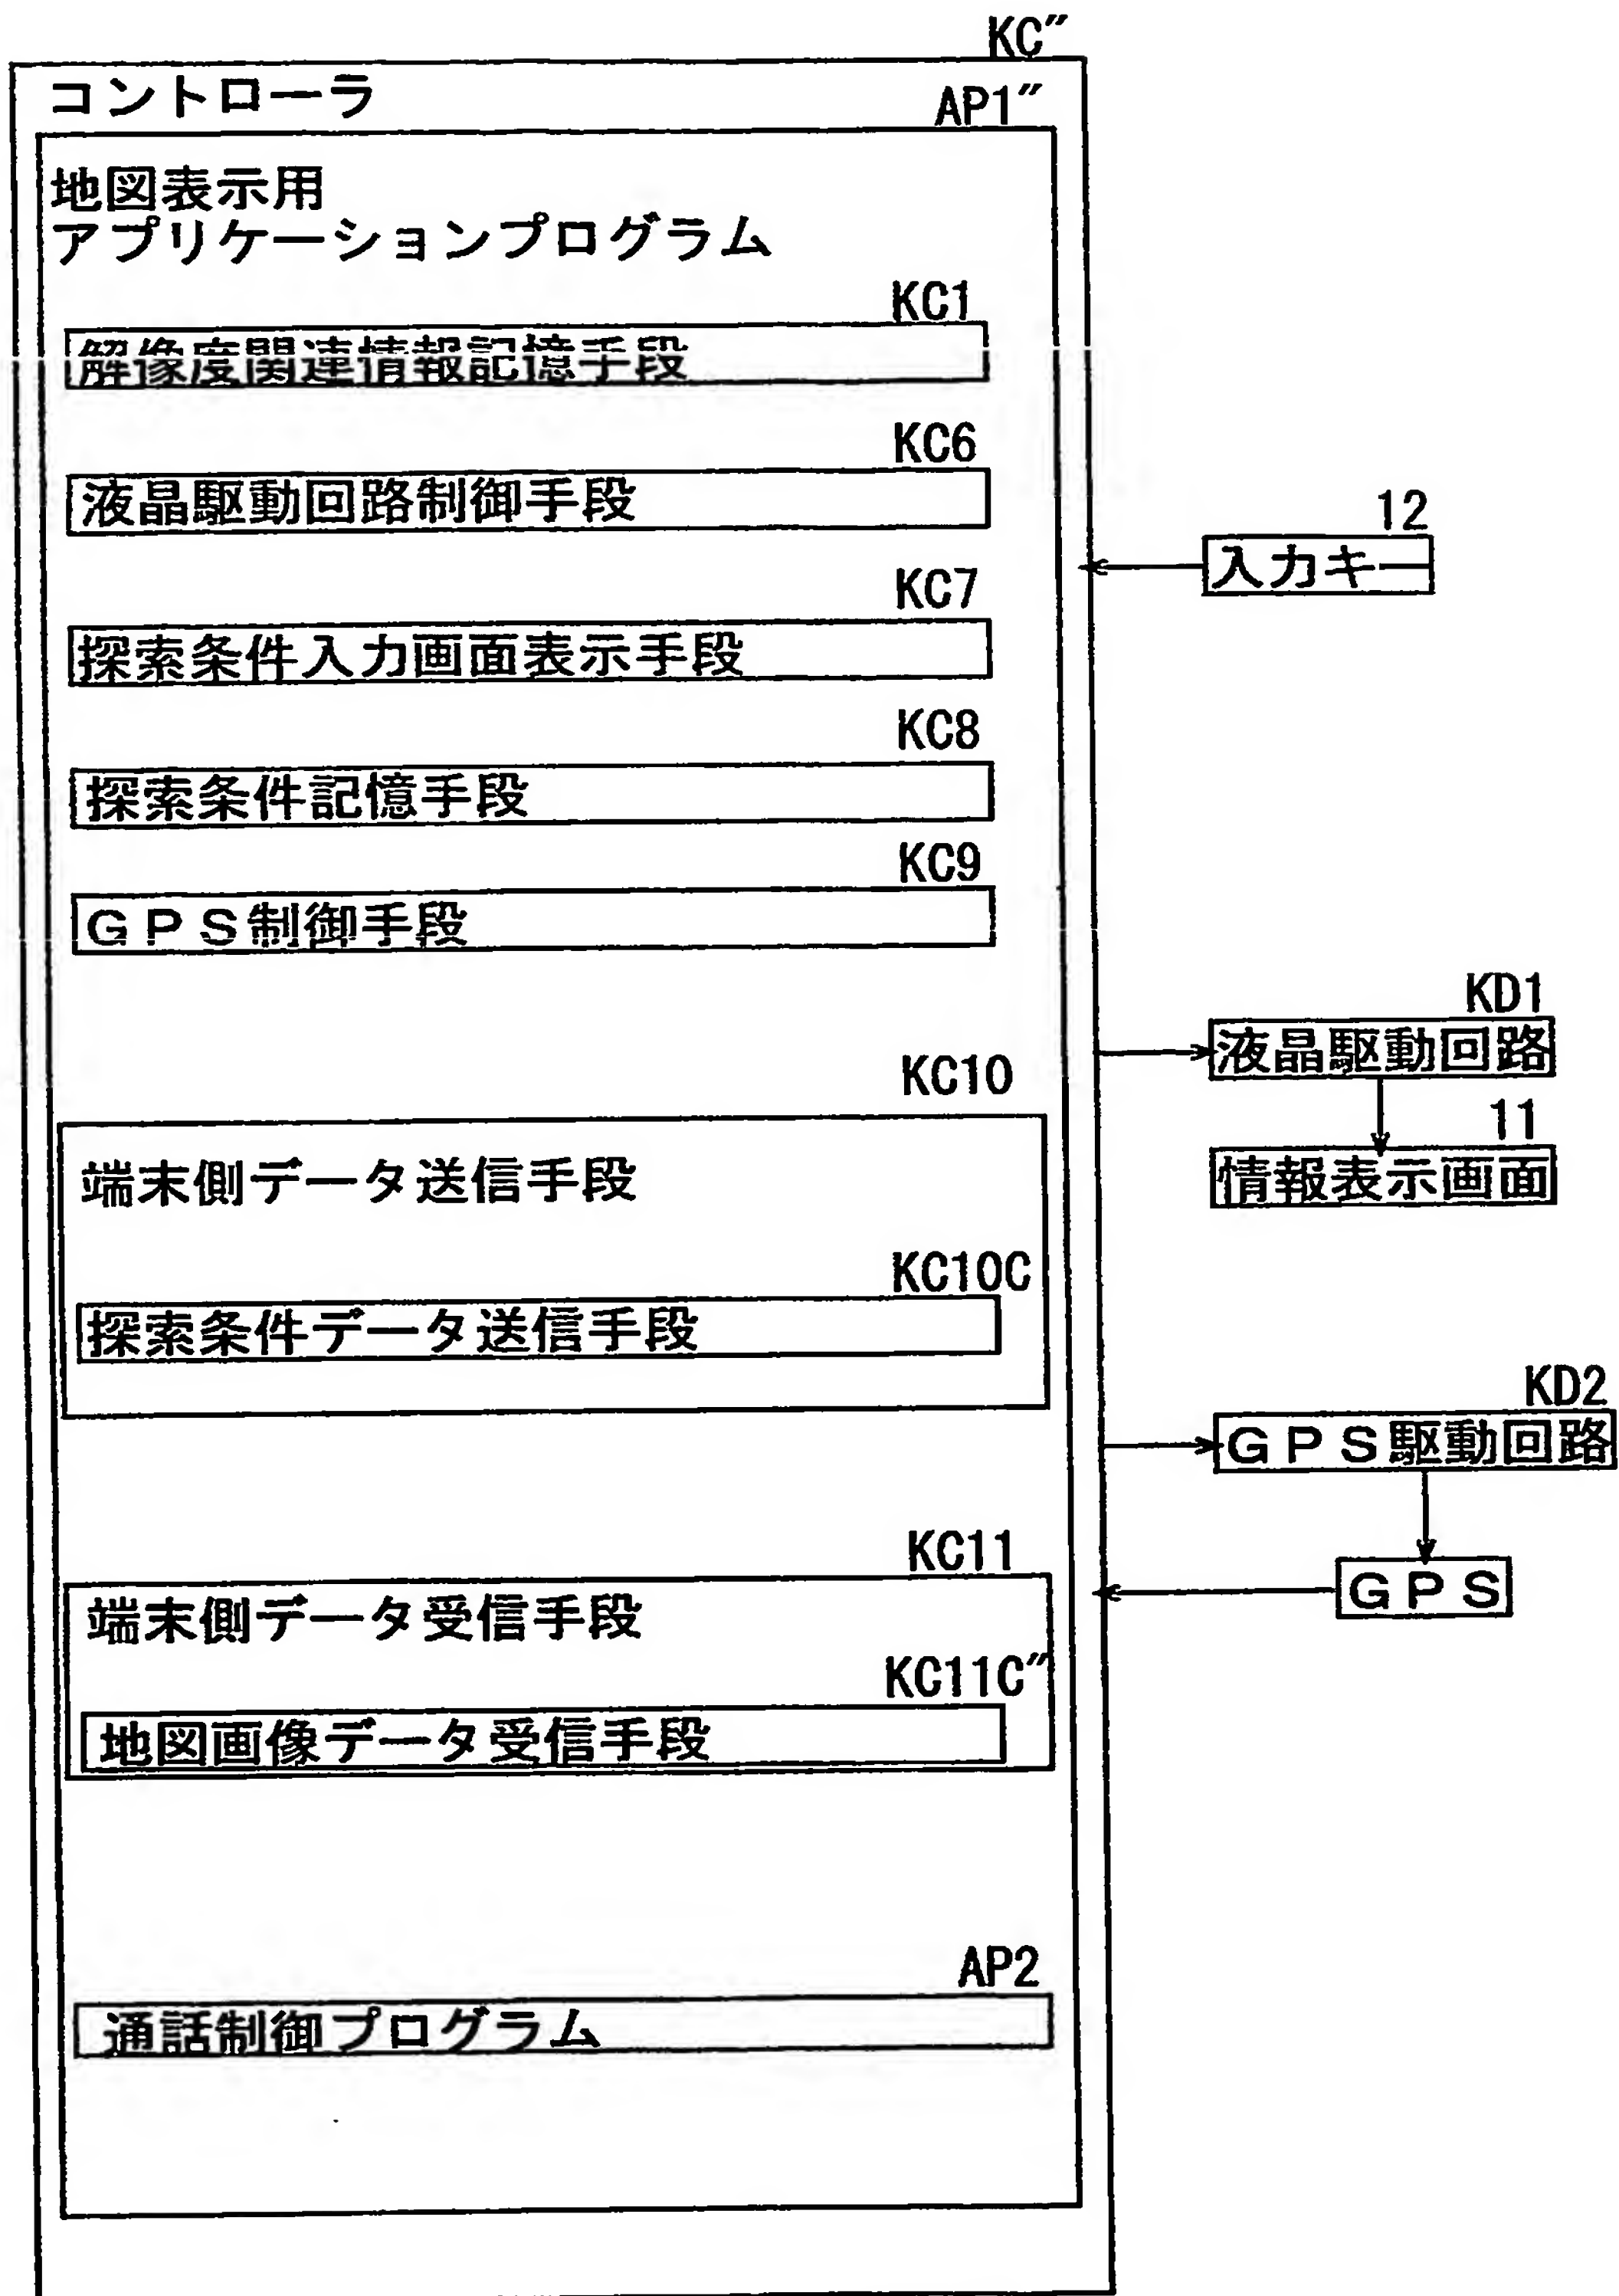 KC″
コントローラ
AP1″
地図表示用
アプリケーションプログラム
KC1
解像度関連情報記憶手段
KC6
液晶駆動回路制御手段
12
入力キー
KC7
探索条件入力画面表示手段
KC8
探索条件記憶手段
KC9
GPS制御手段
KD1
液晶駆動回路
11
情報表示画面
KC10
端末側データ送信手段
KC10C
探索条件データ送信手段
KD2
GPS駆動回路
GPS
KC11
端末側データ受信手段
KC11C″
地図画像データ受信手段
AP2
通話制御プログラム